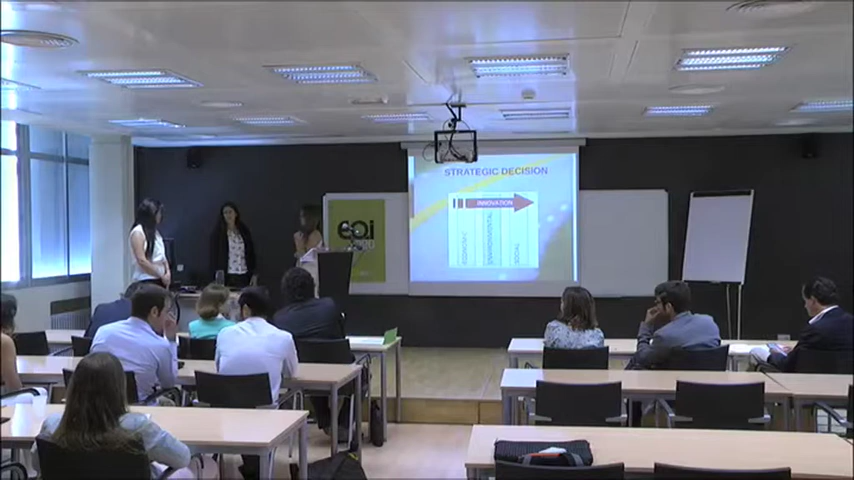 STRATEGIC DECISION
INNOVATION
ECONOMIC
ENVIRONMENTAL
SOCIAL
eoi